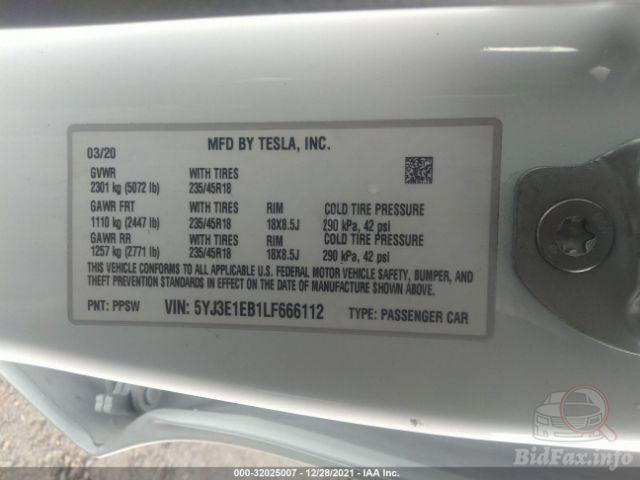 MFD BY TESLA, INC.
03/20
GVWR WITH TIRES
2301 kg (5072 lb) 235/45R18
GAWR FRT WITH TIRES RIM COLD TIRE PRESSURE
1110 kg (2447 lb) 235/45R18 18X8.5J 290 kPa, 42 psi
GAWR RR WITH TIRES RIM COLD TIRE PRESSURE
1257 kg (2771 lb) 235/45R18 18X8.5J 290 kPa, 42 psi
THIS VEHICLE CONFORMS TO ALL APPLICABLE U.S. FEDERAL MOTOR VEHICLE SAFETY, BUMPER, AND
THEFT PREVENTION STANDARDS IN EFFECT ON THE DATE OF MANUFACTURE SHOWN ABOVE.
PNT: PPSW VIN: 5YJ3E1EB1LF666112 TYPE: PASSENGER CAR
BidFax.info
000-32025007 - 12/28/2021 - IAA Inc.